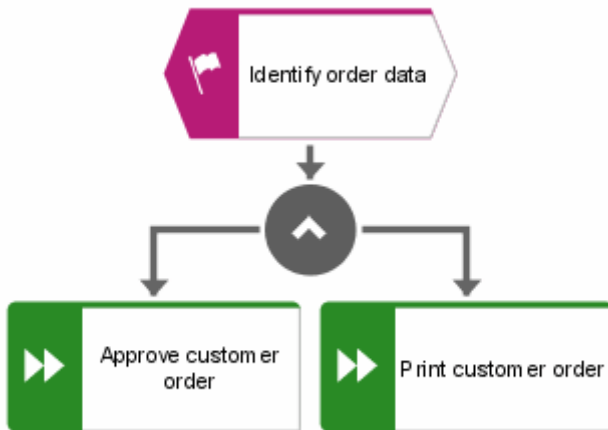 Identify order data
Approve customer
order
Print customer order